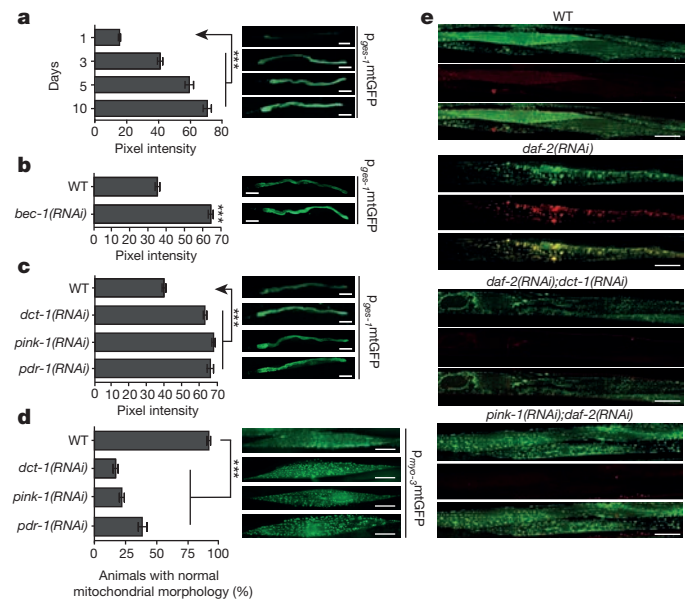 a
Days
1
3
5
10
***
0 20 40 60 80
Pixel intensity
pges-1mtGFP
b
WT
bec-1(RNAi)
***
0 10 20 30 40 50 60 70
Pixel intensity
pges-1mtGFP
c
WT
dct-1(RNAi)
pink-1(RNAi)
pdr-1(RNAi)
***
0 10 20 30 40 50 60 70
Pixel intensity
pges-1mtGFP
d
WT
dct-1(RNAi)
pink-1(RNAi)
pdr-1(RNAi)
***
0 25 50 75 100
Animals with normal
mitochondrial morphology (%)
pmyo-3mtGFP
e
WT
daf-2(RNAi)
daf-2(RNAi);dct-1(RNAi)
pink-1(RNAi);daf-2(RNAi)